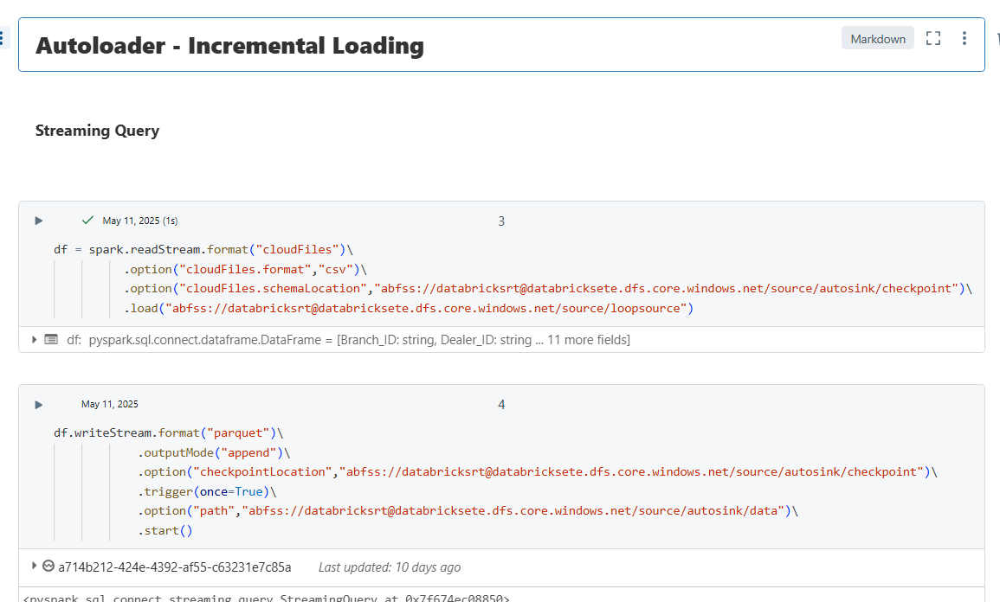 Autoloader - Incremental Loading
Markdown
Streaming Query
May 11, 2025 (1s)
3
df = spark.readStream.format("cloudFiles")\
.option("cloudFiles.format","csv")\
.option("cloudFiles.schemaLocation","abfss://databricksrt@databricksete.dfs.core.windows.net/source/autosink/checkpoint")\
.load("abfss://databricksrt@databricksete.dfs.core.windows.net/source/loopsource")
df: pyspark.sql.connect.dataframe.DataFrame = [Branch_ID: string, Dealer_ID: string ... 11 more fields]
May 11, 2025
4
df.writeStream.format("parquet")\
.outputMode("append")\
.option("checkpointLocation","abfss://databricksrt@databricksete.dfs.core.windows.net/source/autosink/checkpoint")\
.trigger(once=True)\
.option("path","abfss://databricksrt@databricksete.dfs.core.windows.net/source/autosink/data")\
.start()
a714b212-424e-4392-af55-c63231e7c85a Last updated: 10 days ago
<pyspark.sql.connect.streaming.query.StreamingQuery at 0x7f674ec08850>